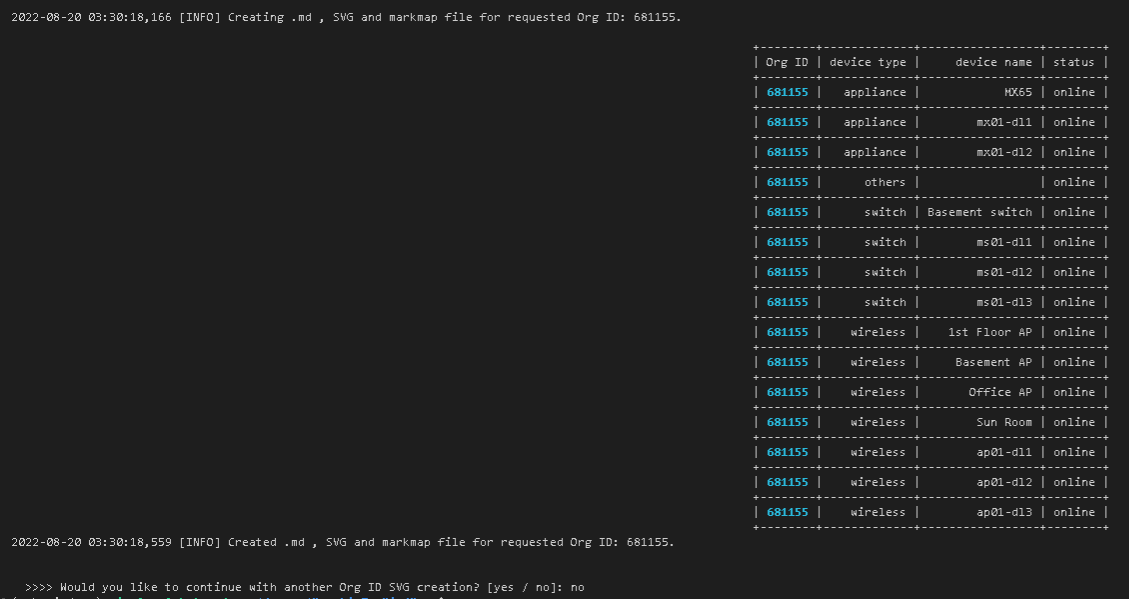 2022-08-20 03:30:18,166 [INFO] Creating .md , SVG and markmap file for requested Org ID: 681155.
+--------+-------------+-----------------+--------+
| Org ID | device type |     device name | status |
+--------+-------------+-----------------+--------+
| 681155 |   appliance |            MX65 | online |
+--------+-------------+-----------------+--------+
| 681155 |   appliance |        mx01-dl1 | online |
+--------+-------------+-----------------+--------+
| 681155 |   appliance |        mx01-dl2 | online |
+--------+-------------+-----------------+--------+
| 681155 |      others |                 | online |
+--------+-------------+-----------------+--------+
| 681155 |      switch | Basement switch | online |
+--------+-------------+-----------------+--------+
| 681155 |      switch |        ms01-dl1 | online |
+--------+-------------+-----------------+--------+
| 681155 |      switch |        ms01-dl2 | online |
+--------+-------------+-----------------+--------+
| 681155 |      switch |        ms01-dl3 | online |
+--------+-------------+-----------------+--------+
| 681155 |    wireless |    1st Floor AP | online |
+--------+-------------+-----------------+--------+
| 681155 |    wireless |     Basement AP | online |
+--------+-------------+-----------------+--------+
| 681155 |    wireless |       Office AP | online |
+--------+-------------+-----------------+--------+
| 681155 |    wireless |        Sun Room | online |
+--------+-------------+-----------------+--------+
| 681155 |    wireless |        ap01-dl1 | online |
+--------+-------------+-----------------+--------+
| 681155 |    wireless |        ap01-dl2 | online |
+--------+-------------+-----------------+--------+
| 681155 |    wireless |        ap01-dl3 | online |
+--------+-------------+-----------------+--------+
2022-08-20 03:30:18,559 [INFO] Created .md , SVG and markmap file for requested Org ID: 681155.
>>>> Would you like to continue with another Org ID SVG creation? [yes / no]: no